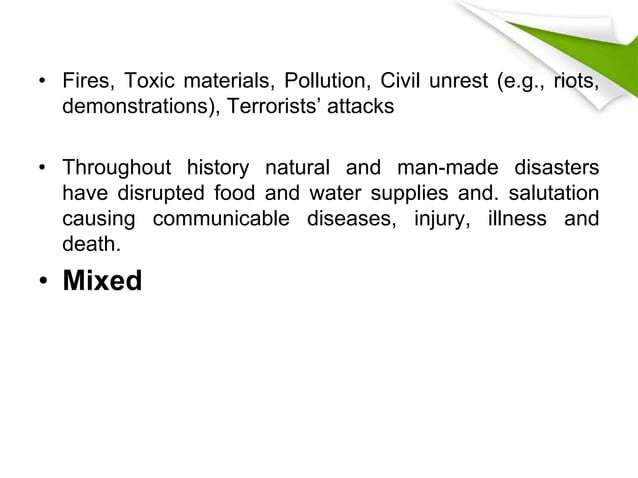 • Fires, Toxic materials, Pollution, Civil unrest (e.g., riots,
demonstrations), Terrorists’ attacks
• Throughout history natural and man-made disasters
have disrupted food and water supplies and. salutation
causing communicable diseases, injury, illness and
death.
• Mixed